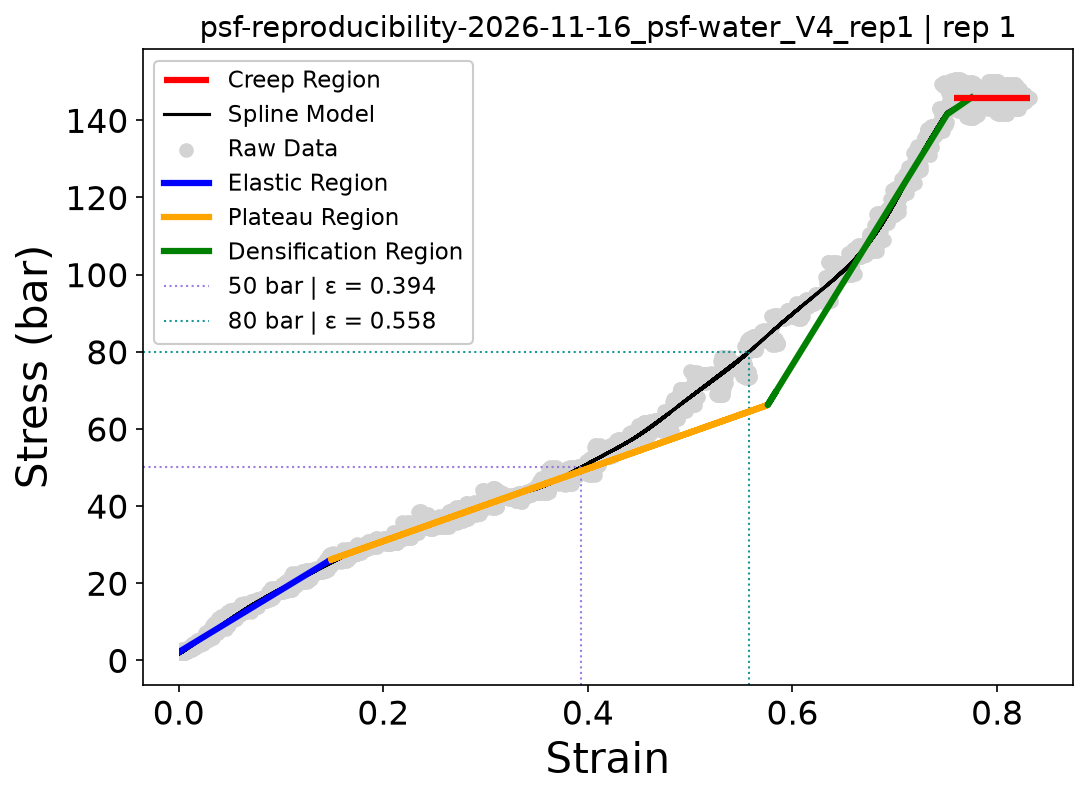 psf-reproducibility-2026-11-16_psf-water_V4_rep1 | rep 1
Creep Region
Spline Model
Raw Data
Elastic Region
Plateau Region
Densification Region
50 bar | ε = 0.394
80 bar | ε = 0.558
Stress (bar)
140
120
100
80
60
40
20
0
0.0 0.2 0.4 0.6 0.8
Strain